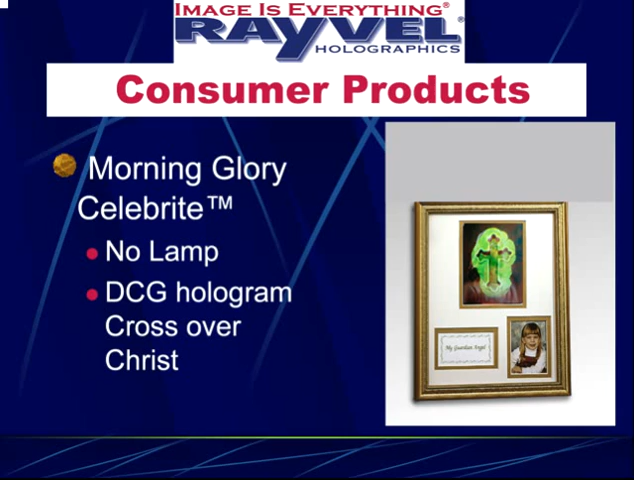 IMAGE IS EVERYTHING®
RAYVEL®
HOLOGRAPHICS
Consumer Products
Morning Glory
Celebrite™
No Lamp
DCG hologram
Cross over
Christ
My Guardian Angel